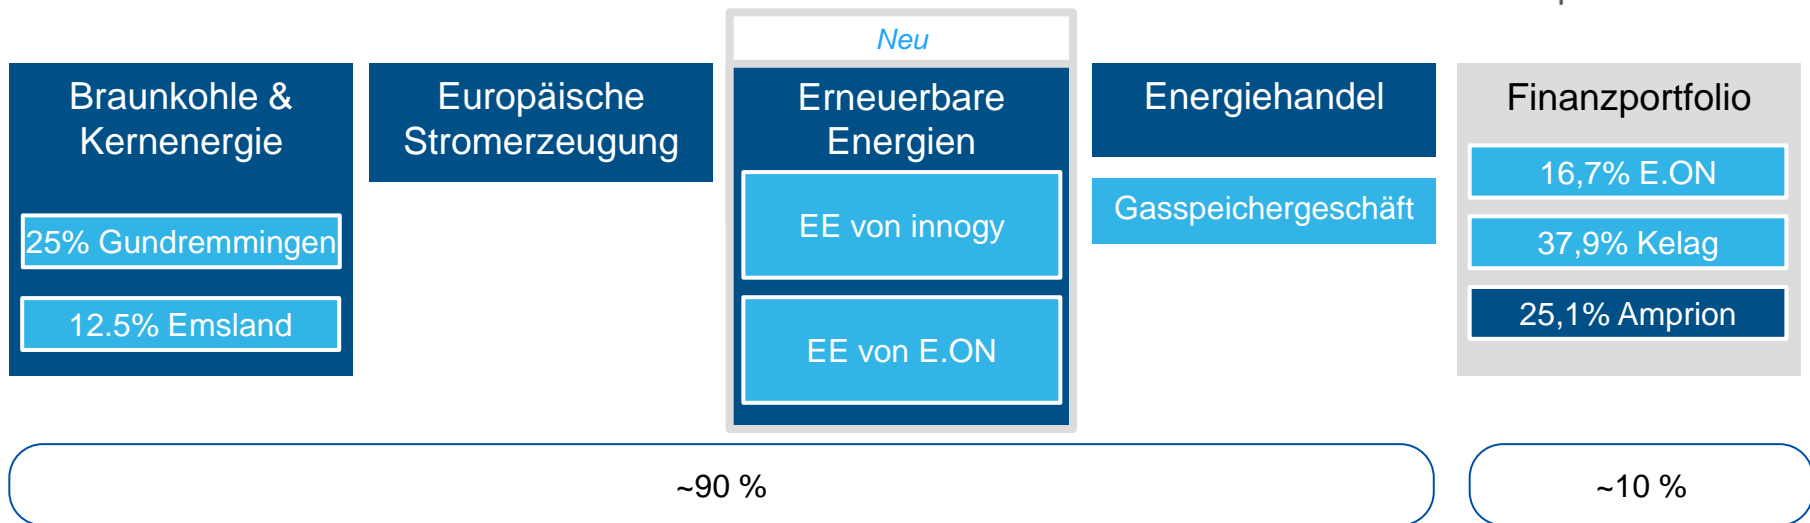 Neu
Braunkohle &
Kernenergie
25% Gundremmingen
12.5% Emsland
Europäische
Stromerzeugung
Erneuerbare
Energien
EE von innogy
EE von E.ON
Energiehandel
Gasspeichergeschäft
Finanzportfolio
16,7% E.ON
37,9% Kelag
25,1% Amprion
~90 %
~10 %